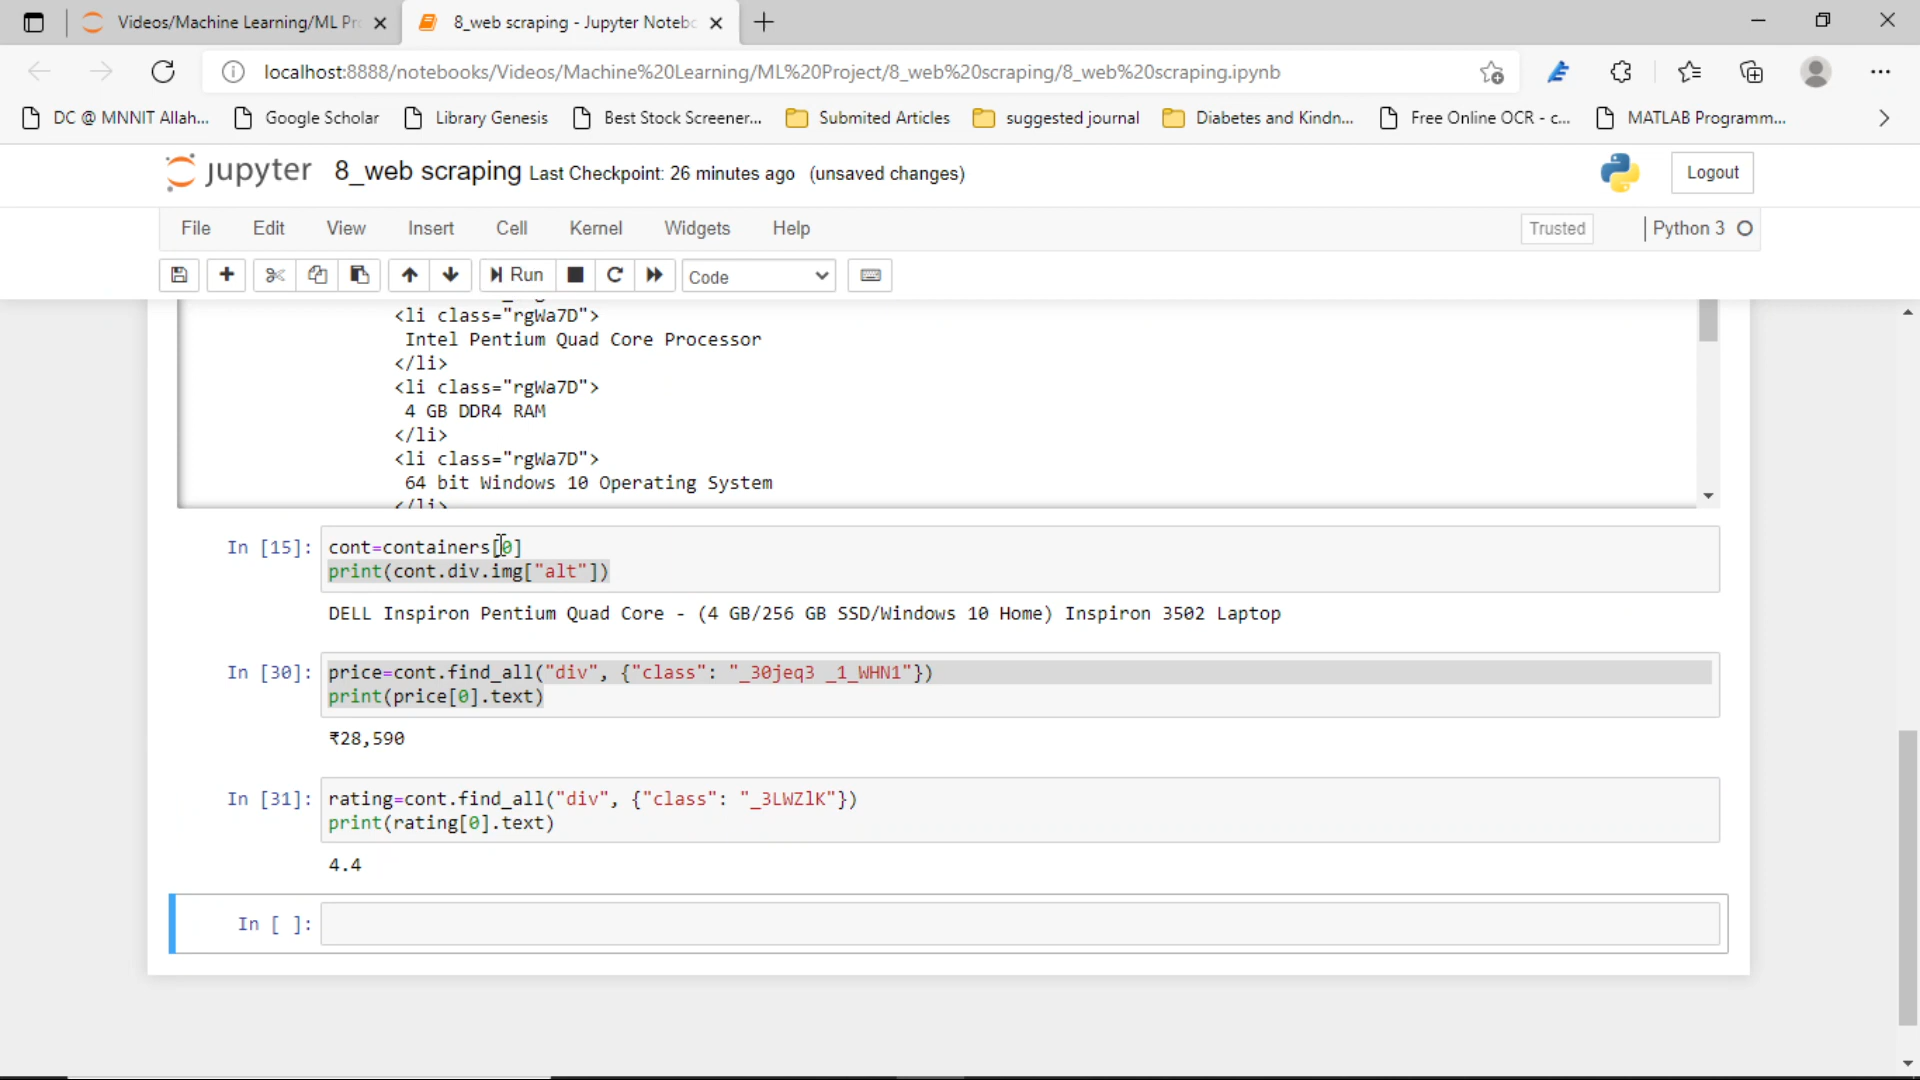 Videos/Machine Learning/ML Pr
8_web scraping - Jupyter Noteb
localhost:8888/notebooks/Videos/Machine%20Learning/ML%20Project/8_web%20scraping/8_web%20scraping.ipynb
DC @ MNNIT Allah... Google Scholar Library Genesis Best Stock Screener... Submited Articles suggested journal Diabetes and Kindn... Free Online OCR - c... MATLAB Programm...
jupyter 8_web scraping Last Checkpoint: 26 minutes ago (unsaved changes) Logout
File Edit View Insert Cell Kernel Widgets Help Trusted Python 3
Run Code
<li class="rgWa7D">
Intel Pentium Quad Core Processor
</li>
<li class="rgWa7D">
4 GB DDR4 RAM
</li>
<li class="rgWa7D">
64 bit Windows 10 Operating System
</li>
In [15]: cont=containers[0]
print(cont.div.img["alt"])
DELL Inspiron Pentium Quad Core - (4 GB/256 GB SSD/Windows 10 Home) Inspiron 3502 Laptop
In [30]: price=cont.find_all("div", {"class": "_30jeq3 _1_WHN1"})
print(price[0].text)
₹28,590
In [31]: rating=cont.find_all("div", {"class": "_3LWZlK"})
print(rating[0].text)
4.4
In [ ]: